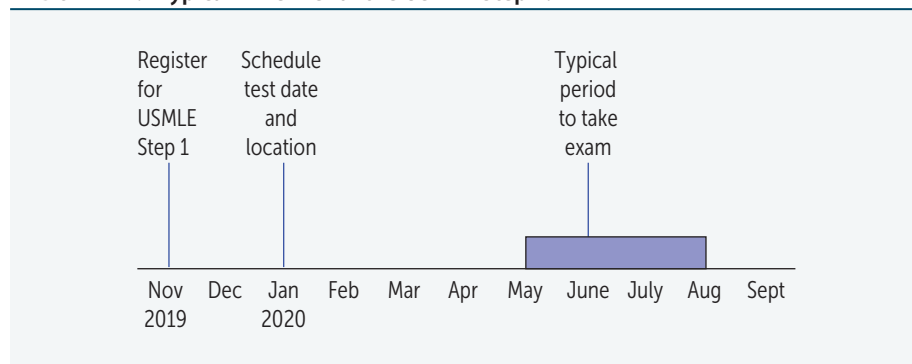 Register
for
USMLE
Step 1
Schedule
test date
and
location
Typical
period
to take
exam
Nov Dec Jan Feb Mar Apr May June July Aug Sept
2019 2020